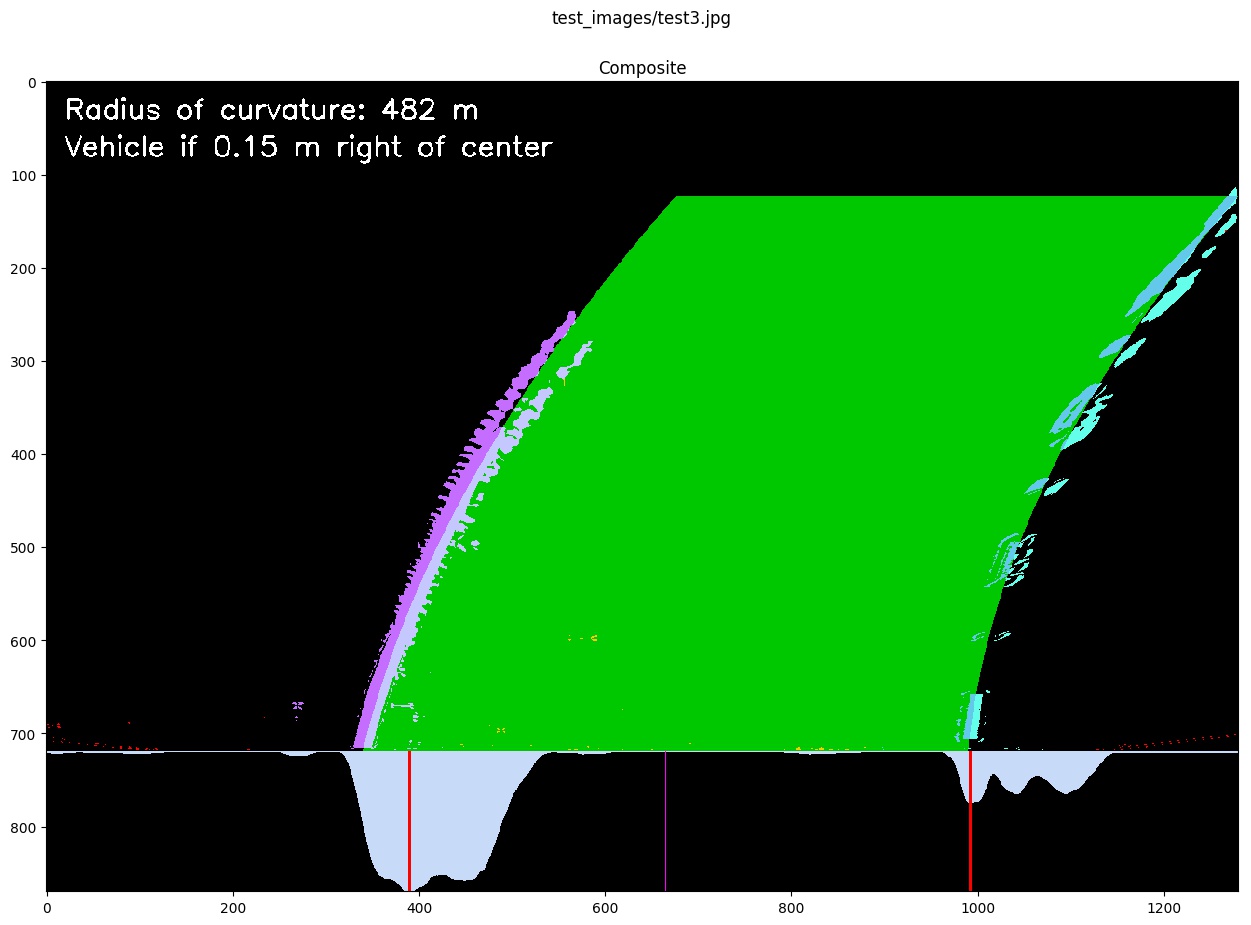 test_images/test3.jpg
Composite
Radius of curvature: 482 m
Vehicle if 0.15 m right of center
0
100
200
300
400
500
600
700
800
0 200 400 600 800 1000 1200